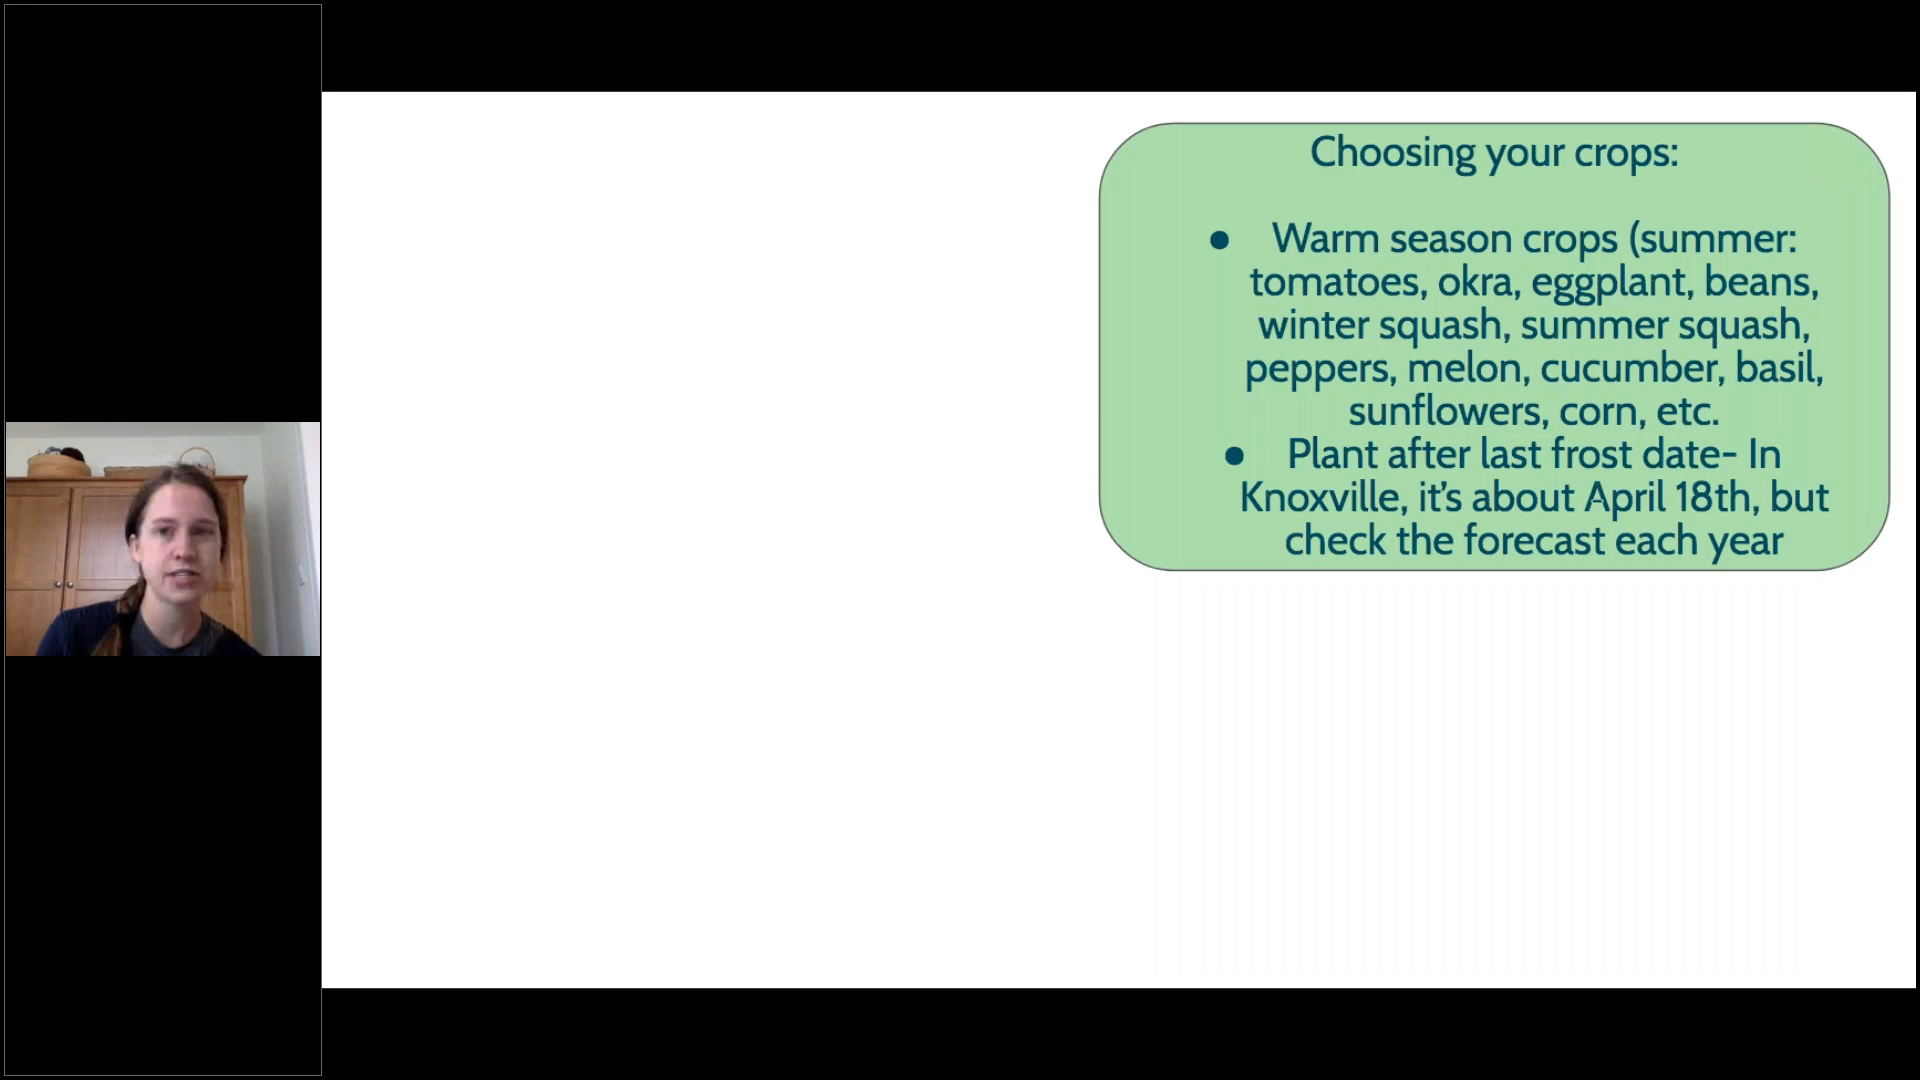 Choosing your crops:
● Warm season crops (summer:
tomatoes, okra, eggplant, beans,
winter squash, summer squash,
peppers, melon, cucumber, basil,
sunflowers, corn, etc.
● Plant after last frost date- In
Knoxville, it's about April 18th, but
check the forecast each year